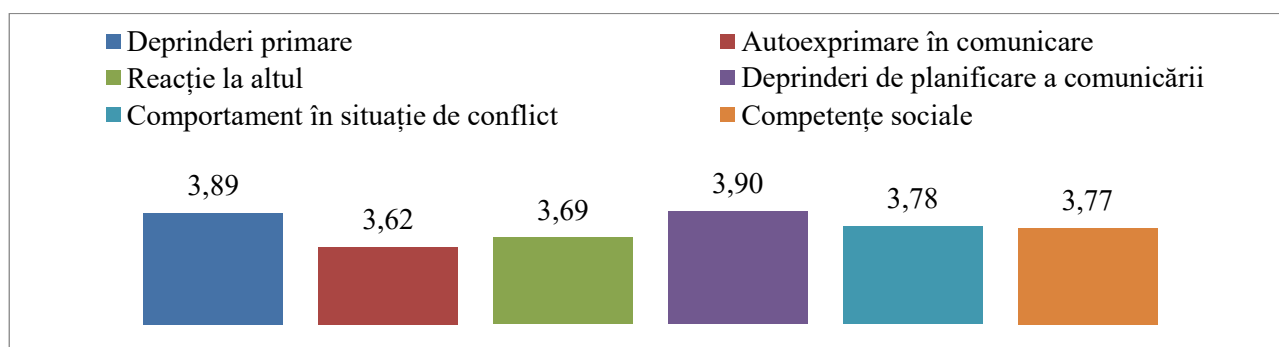 Deprinderi primare
Autoexprimare în comunicare
Reacție la altul
Deprinderi de planificare a comunicării
Comportament în situație de conflict
Competențe sociale
3,89
3,62
3,69
3,90
3,78
3,77